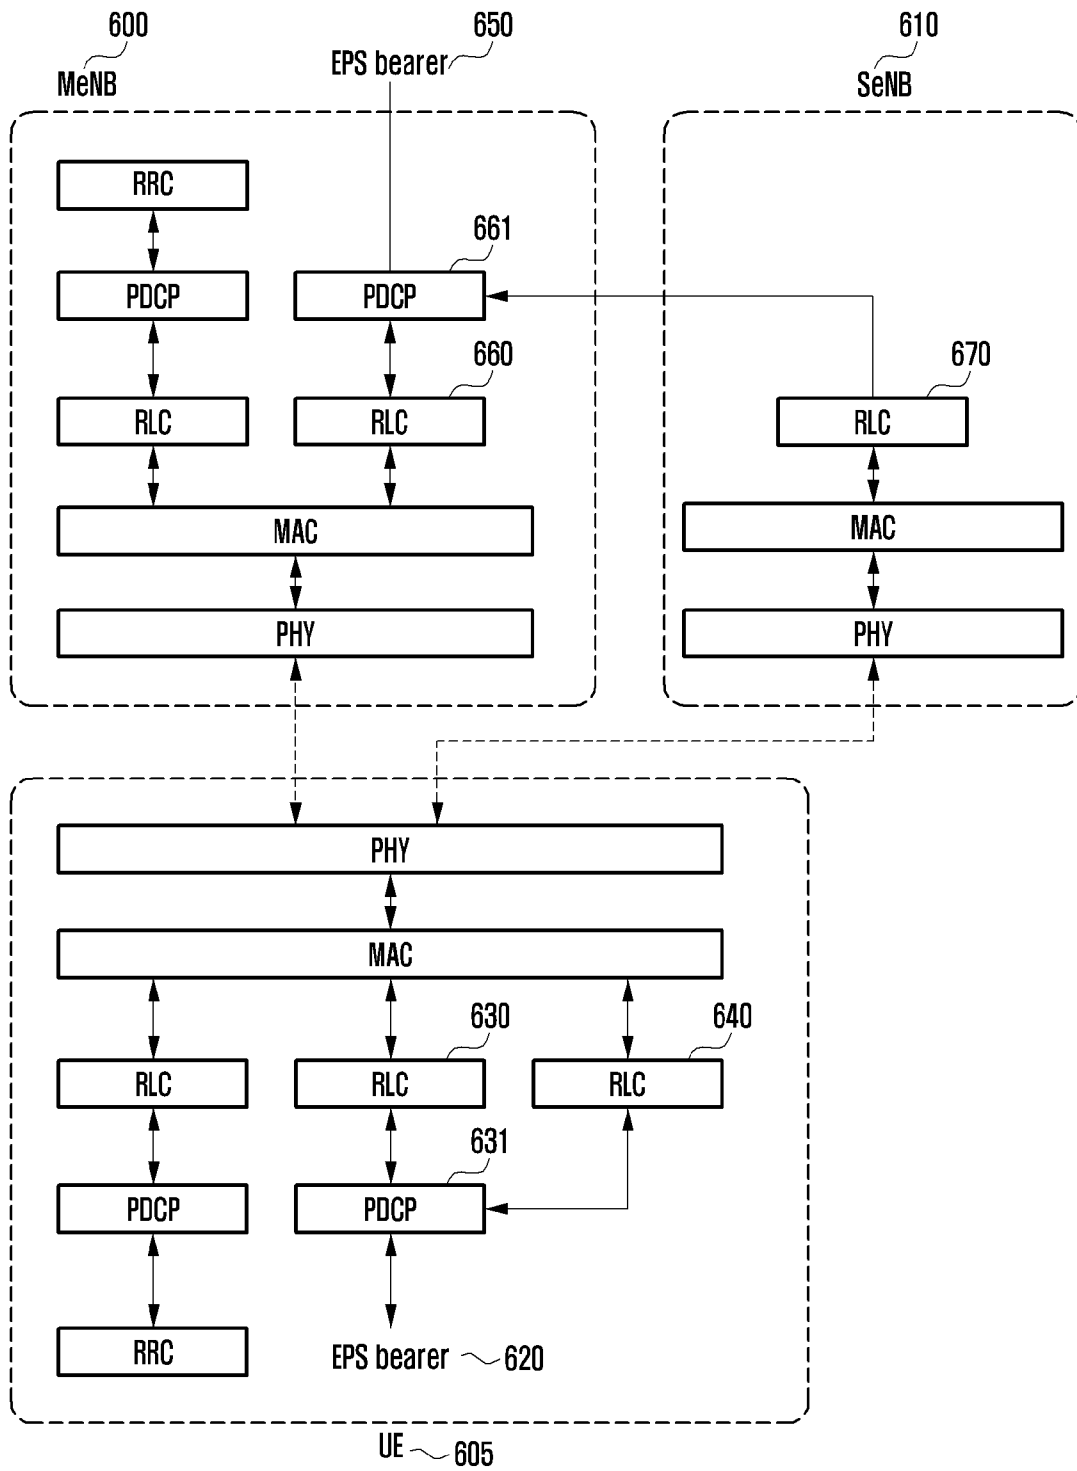 600
650
610
MeNB
EPS bearer
SeNB
RRC
661
PDCP
PDCP
660
670
RLC
RLC
RLC
MAC
MAC
PHY
PHY
PHY
MAC
630
640
RLC
RLC
RLC
631
PDCP
PDCP
RRC
EPS bearer 620
UE 605